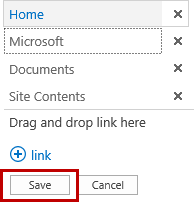 Home
Microsoft
Documents
Site Contents
Drag and drop link here
link
Save Cancel